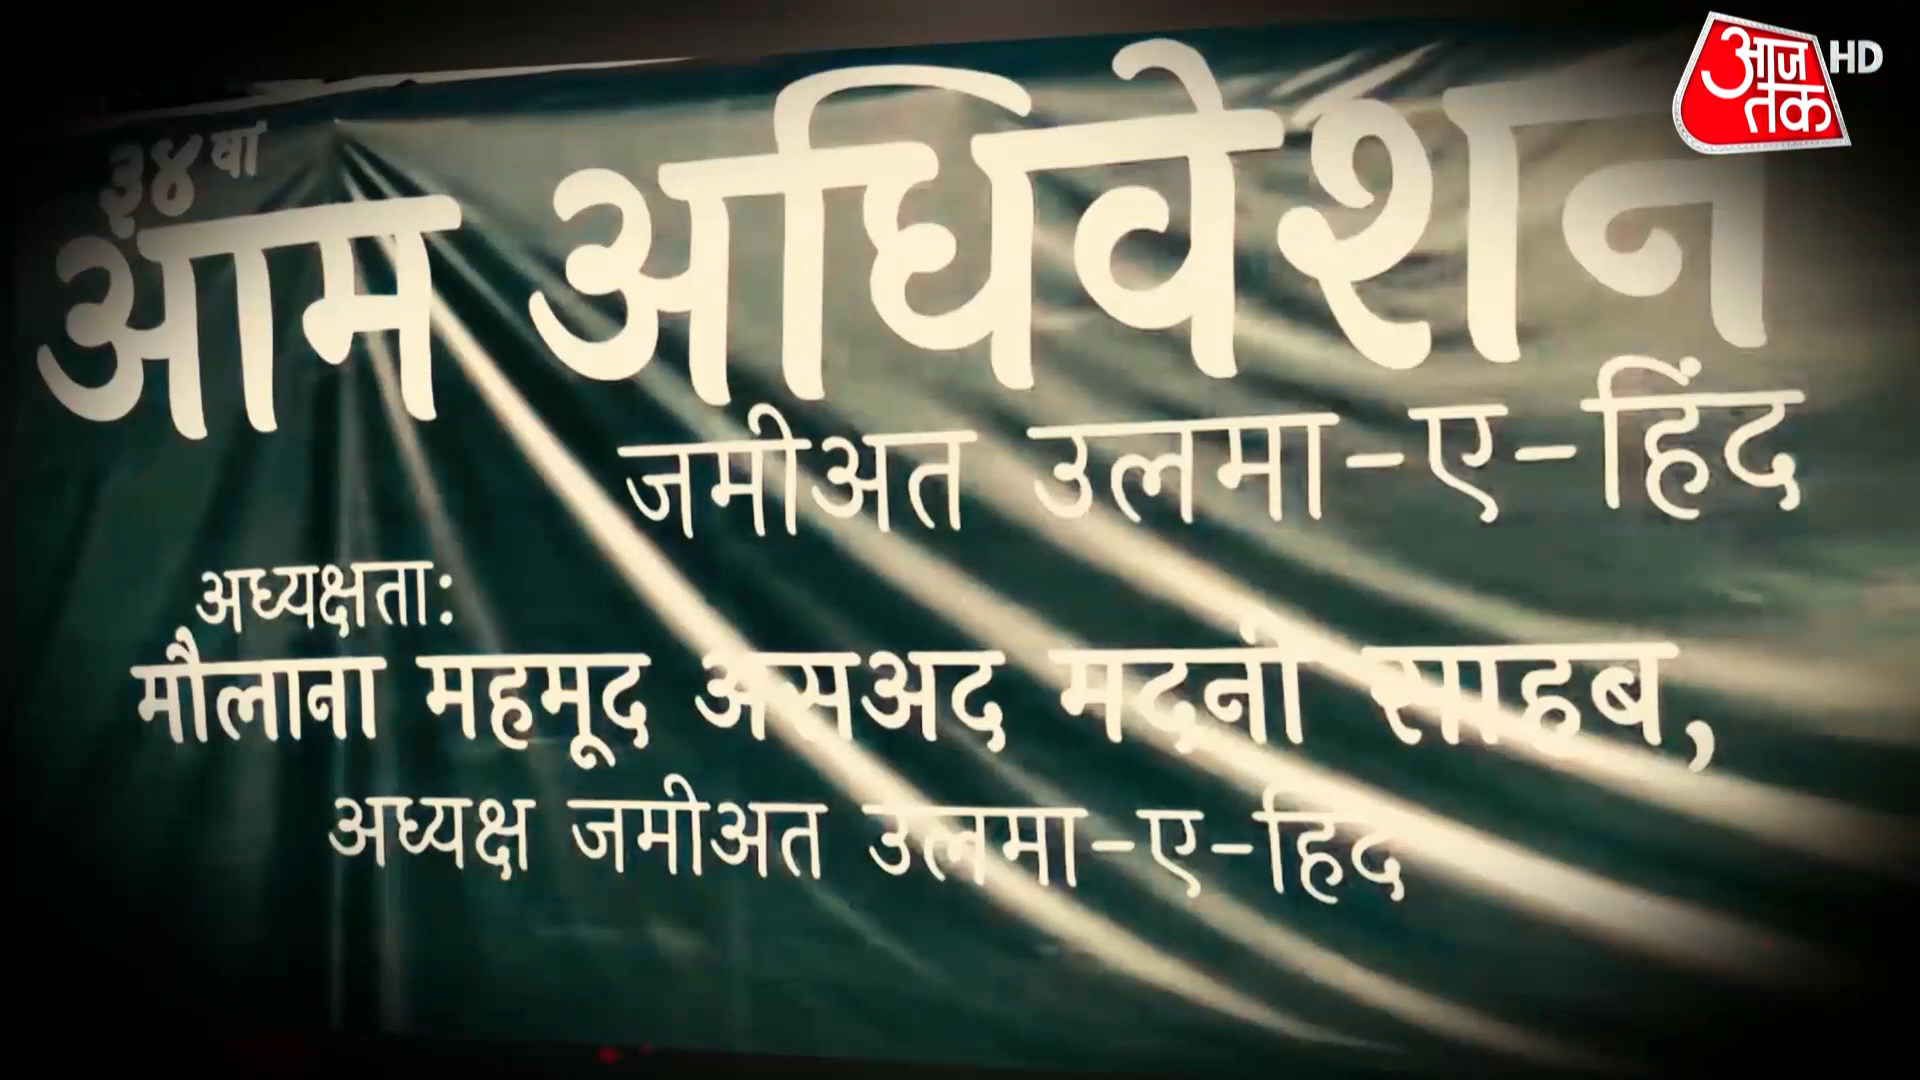 ३४वां
आम अधिवेशन
जमीअत उलमा-ए-हिंद
अध्यक्षता:
मौलाना महमूद असअद मदनी साहब,
अध्यक्ष जमीअत उलमा-ए-हिंद
आज
तक
HD